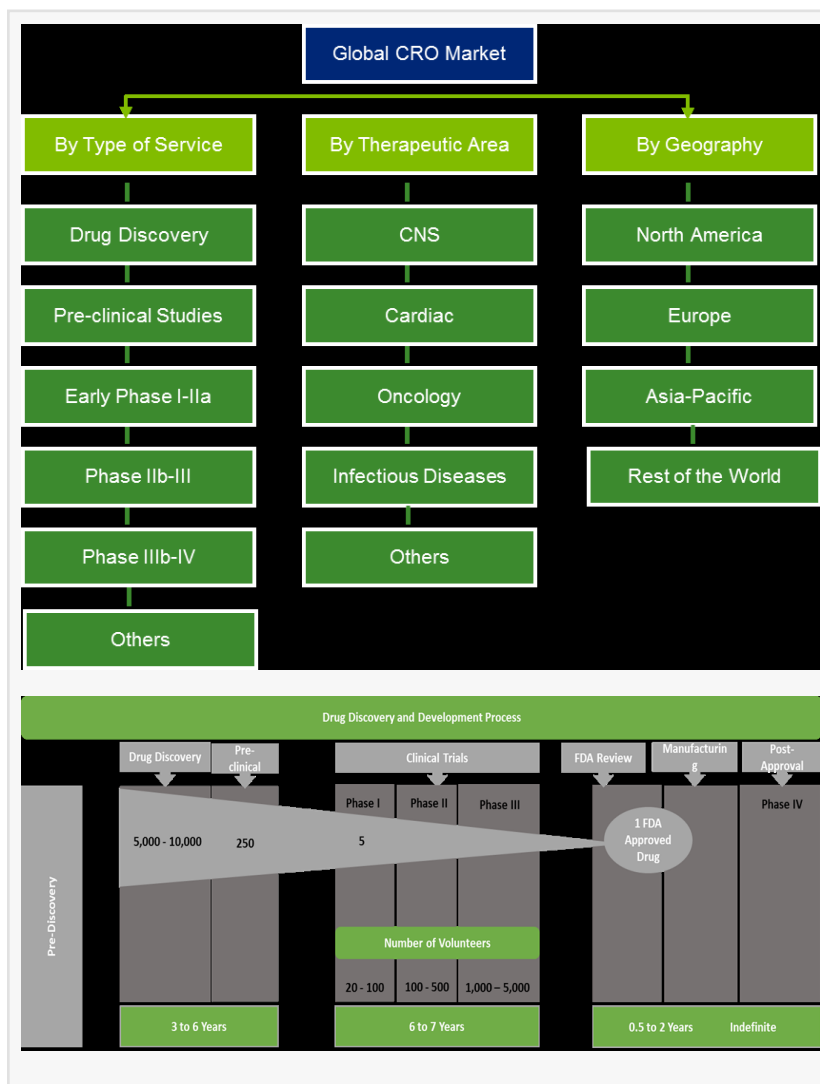 Global CRO Market
By Type of Service
By Therapeutic Area
By Geography
Drug Discovery
CNS
North America
Pre-clinical Studies
Cardiac
Europe
Early Phase I-IIa
Oncology
Asia-Pacific
Phase IIb-III
Infectious Diseases
Rest of the World
Phase IIIb-IV
Others
Others
Drug Discovery and Development Process
Drug Discovery
Pre-
clinical
Clinical Trials
FDA Review
Manufacturin
g
Post-
Approval
Phase I
Phase II
Phase III
Phase IV
5,000 - 10,000
250
5
1 FDA
Approved
Drug
Pre-Discovery
Number of Volunteers
20 - 100
100 - 500
1,000 – 5,000
3 to 6 Years
6 to 7 Years
0.5 to 2 Years
Indefinite